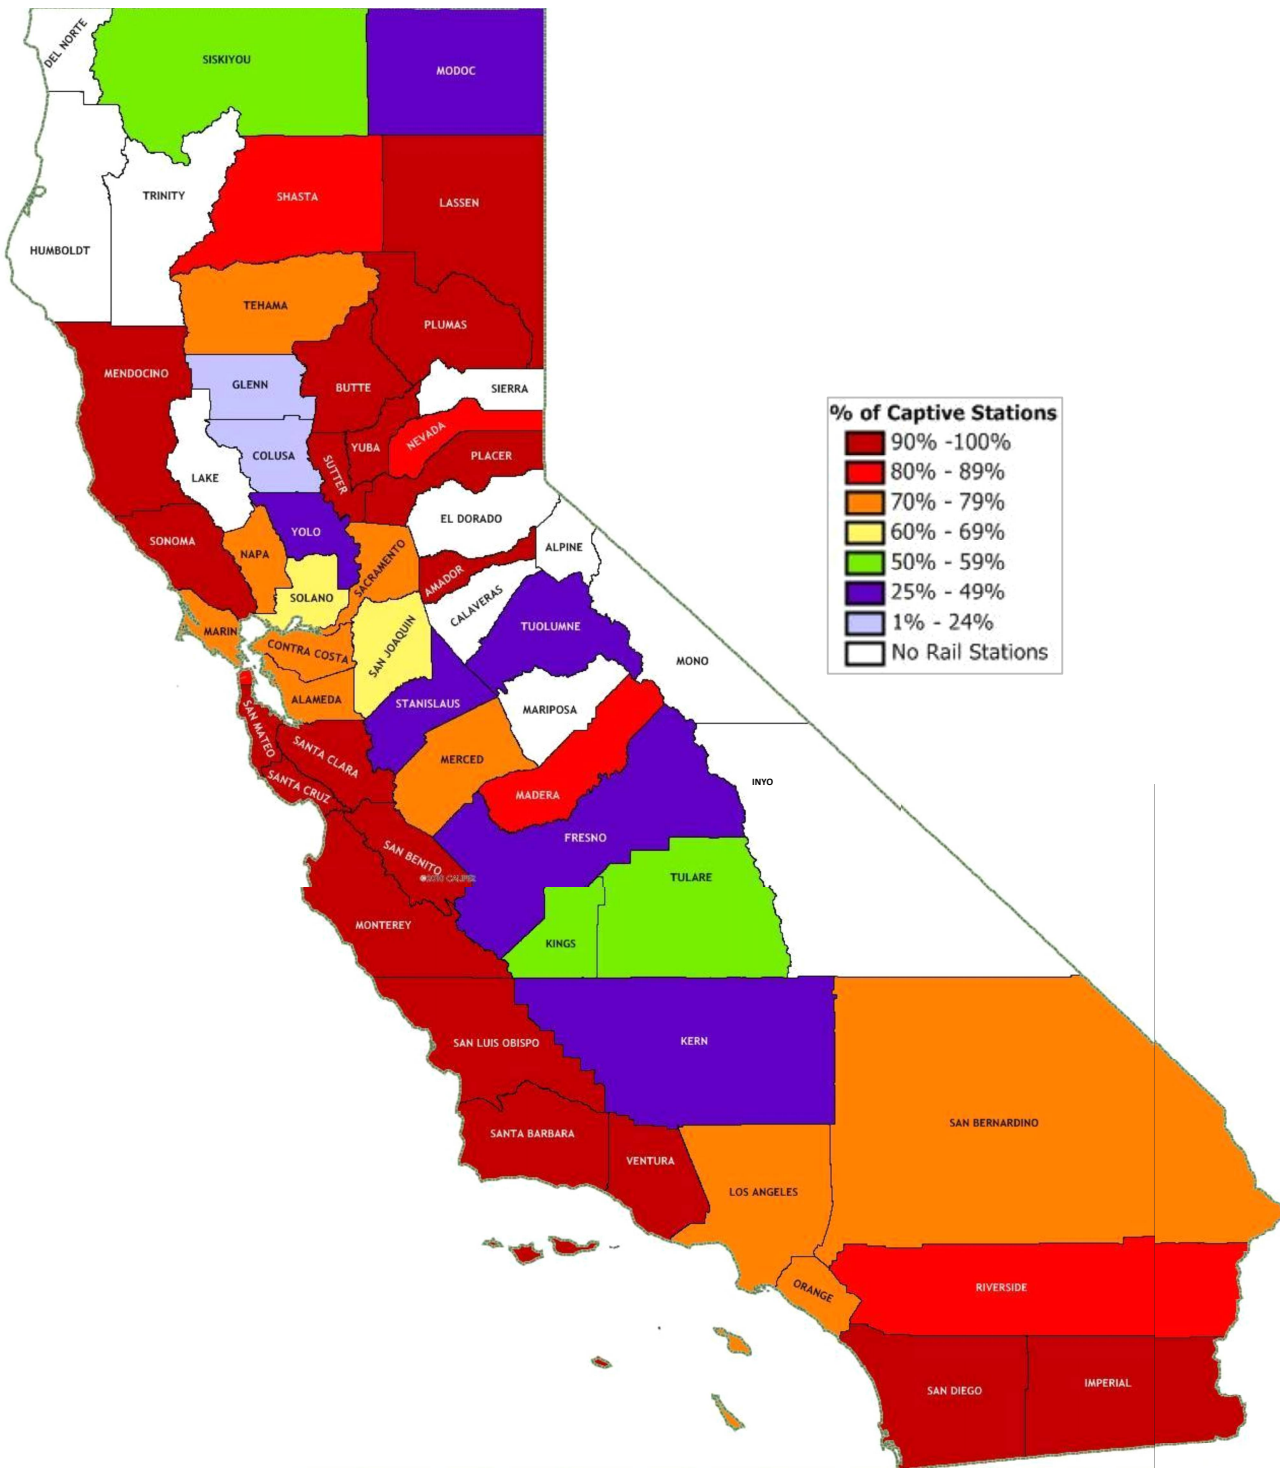 DEL NORTE
SISKIYOU
MODOC
TRINITY
SHASTA
LASSEN
HUMBOLDT
TEHAMA
PLUMAS
MENDOCINO
GLENN
BUTTE
SIERRA
% of Captive Stations
90% -100%
80% - 89%
70% - 79%
60% - 69%
50% - 59%
25% - 49%
1% - 24%
No Rail Stations
NEVADA
YUBA
PLACER
COLUSA
SUTTER
LAKE
EL DORADO
YOLO
SONOMA
NAPA
SACRAMENTO
ALPINE
AMADOR
SOLANO
CALAVERAS
TUOLUMNE
MARIN
CONTRA COSTA
SAN JOAQUIN
MONO
ALAMEDA
STANISLAUS
MARIPOSA
SAN MATEO
SANTA CLARA
MERCED
SANTA CRUZ
MADERA
INYO
FRESNO
SAN BENITO
TULARE
MONTEREY
KINGS
SAN LUIS OBISPO
KERN
SAN BERNARDINO
SANTA BARBARA
VENTURA
LOS ANGELES
ORANGE
RIVERSIDE
SAN DIEGO
IMPERIAL